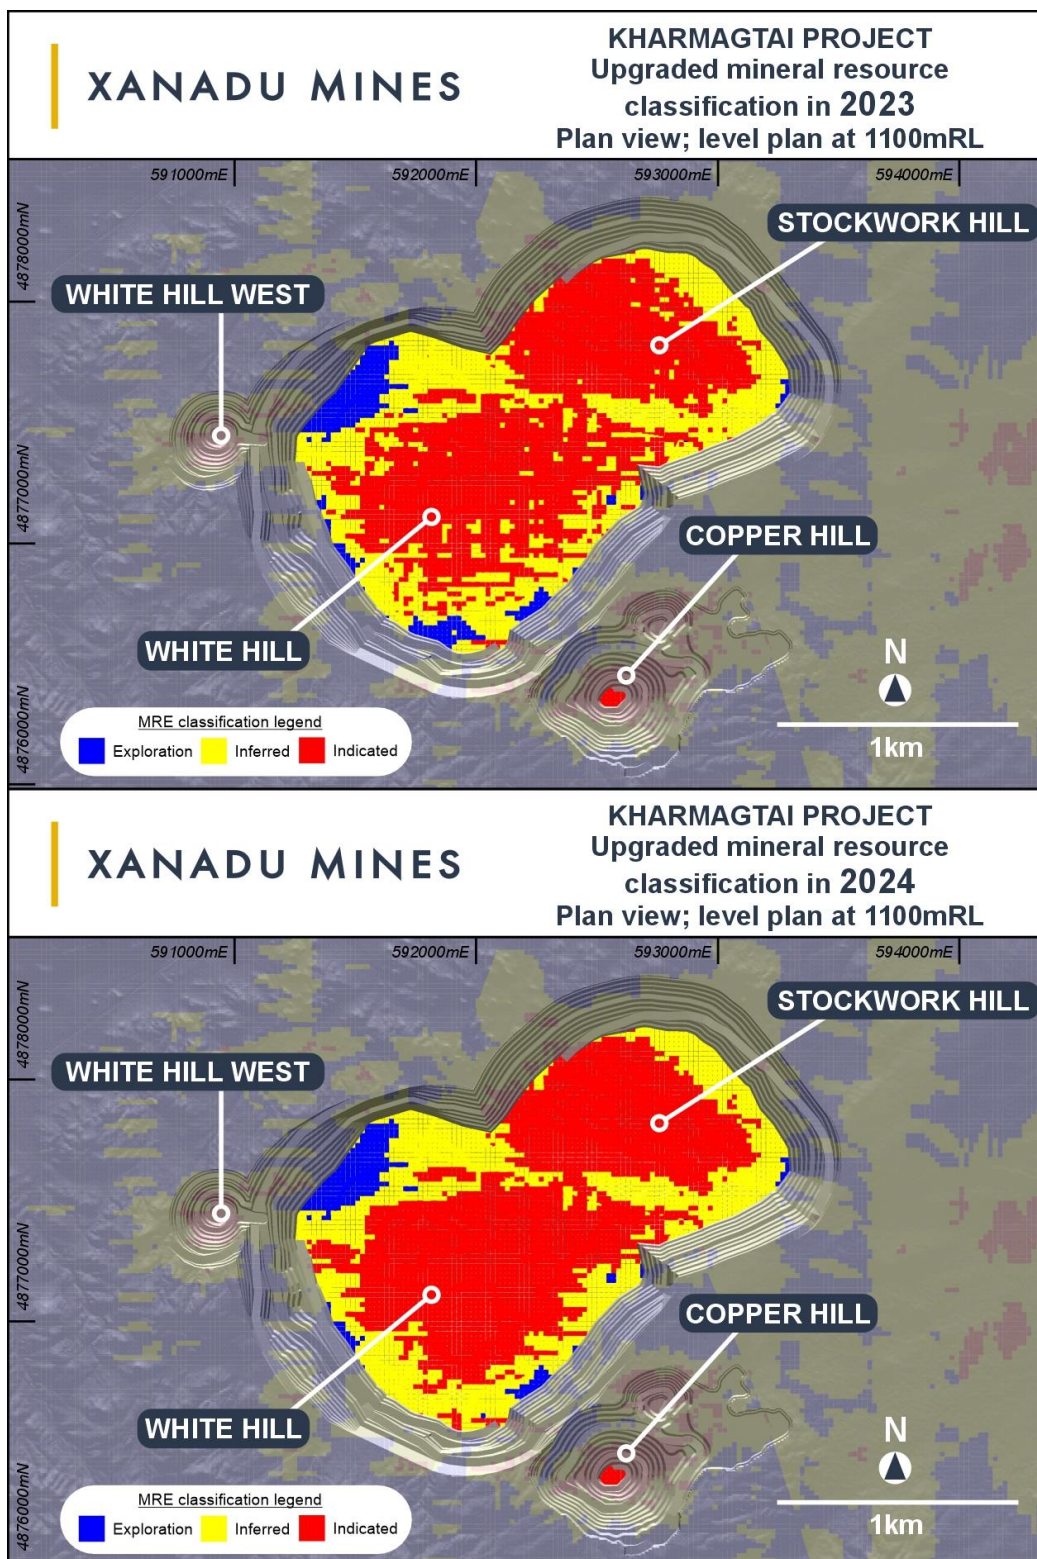 XANADU MINES
KHARMAGTAI PROJECT
Upgraded mineral resource
classification in 2023
Plan view; level plan at 1100mRL
591000mE
592000mE
593000mE
594000mE
4878000mN
4877000mN
4876000mN
STOCKWORK HILL
WHITE HILL WEST
COPPER HILL
WHITE HILL
N
1km
MRE classification legend
Exploration Inferred Indicated
XANADU MINES
KHARMAGTAI PROJECT
Upgraded mineral resource
classification in 2024
Plan view; level plan at 1100mRL
591000mE
592000mE
593000mE
594000mE
4878000mN
4877000mN
4876000mN
STOCKWORK HILL
WHITE HILL WEST
COPPER HILL
WHITE HILL
N
1km
MRE classification legend
Exploration Inferred Indicated